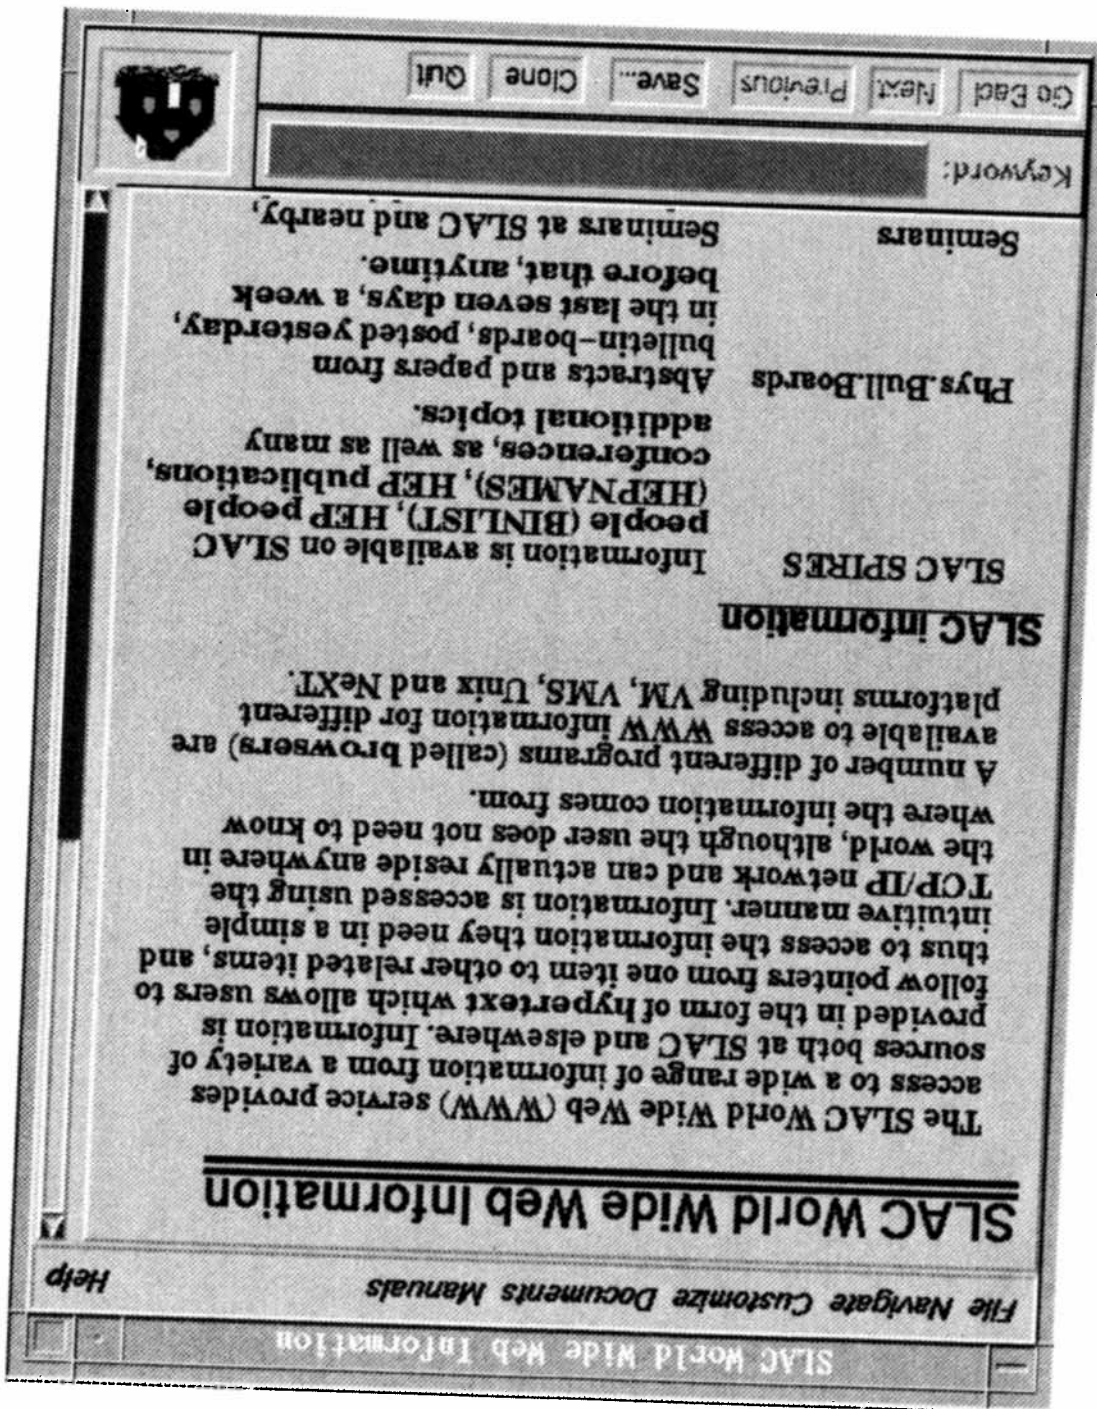 SLAC World Wide Web Information
File Navigate Customize Documents Manuals Help
SLAC World Wide Web Information
The SLAC World Wide Web (WWW) service provides
access to a wide range of information from a variety of
sources both at SLAC and elsewhere. Information is
provided in the form of hypertext which allows users to
follow pointers from one item to other related items, and
thus to access the information they need in a simple
intuitive manner. Information is accessed using the
TCP/IP network and can actually reside anywhere in
the world, although the user does not need to know
where the information comes from.
A number of different programs (called browsers) are
available to access WWW information for different
platforms including VM, VMS, Unix and NeXT.
SLAC information
SLAC SPIRES Information is available on SLAC
people (BINLIST), HEP people
(HEPNAMES), HEP publications,
conferences, as well as many
additional topics.
Phys.Bull.Boards Abstracts and papers from
bulletin-boards, posted yesterday,
in the last seven days, a week
before that, anytime.
Seminars Seminars at SLAC and nearby,
Keyword:
Go Bacl Next Previous Save... Clone Quit